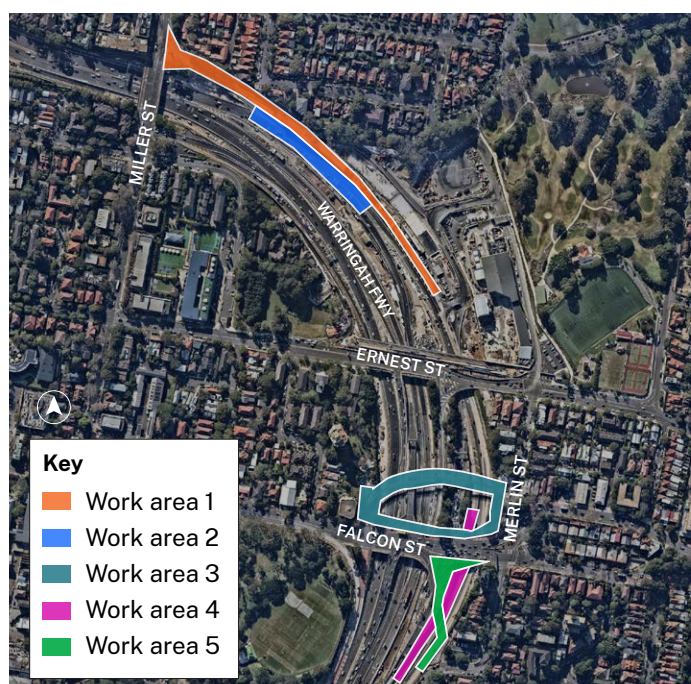 MILLER ST
WARRINGAH FWY
ERNEST ST
MERLIN ST
FALCON ST
Key
Work area 1
Work area 2
Work area 3
Work area 4
Work area 5